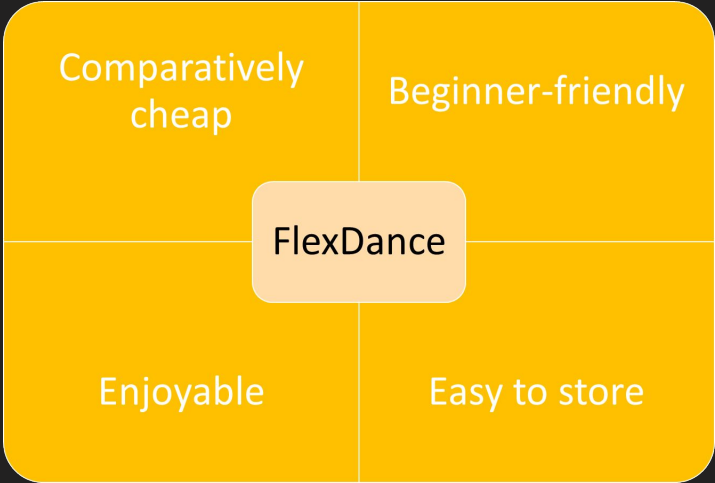 Comparatively
cheap
Beginner-friendly
FlexDance
Enjoyable
Easy to store